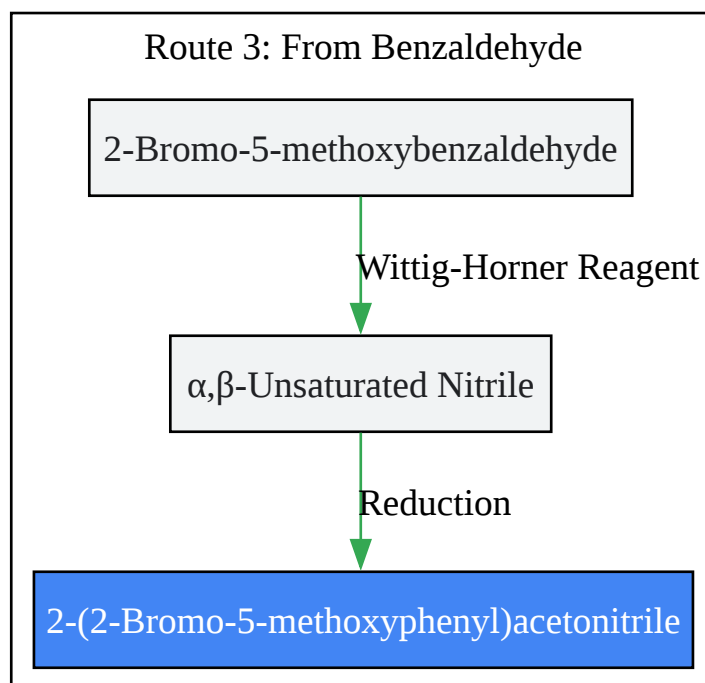 Route 3: From Benzaldehyde
2-Bromo-5-methoxybenzaldehyde
Wittig-Horner Reagent
α,β-Unsaturated Nitrile
Reduction
2-(2-Bromo-5-methoxyphenyl)acetonitrile